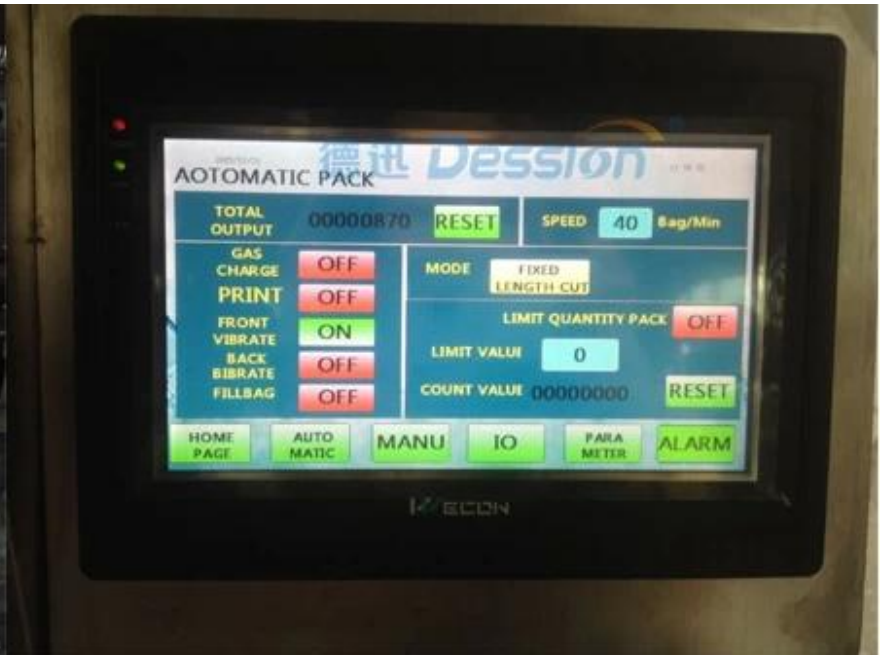 德迅 Dession
AOTOMATIC PACK
TOTAL
OUTPUT
00000870
RESET
SPEED
40
Bag/Min
GAS
CHARGE
OFF
PRINT
OFF
FRONT
VIBRATE
ON
BACK
BIBRATE
OFF
FILLBAG
OFF
MODE
FIXED
LENGTH CUT
LIMIT QUANTITY PACK
OFF
LIMIT VALUE
0
COUNT VALUE
00000000
RESET
HOME
PAGE
AUTO
MATIC
MANU
IO
PARA
METER
ALARM
WECON